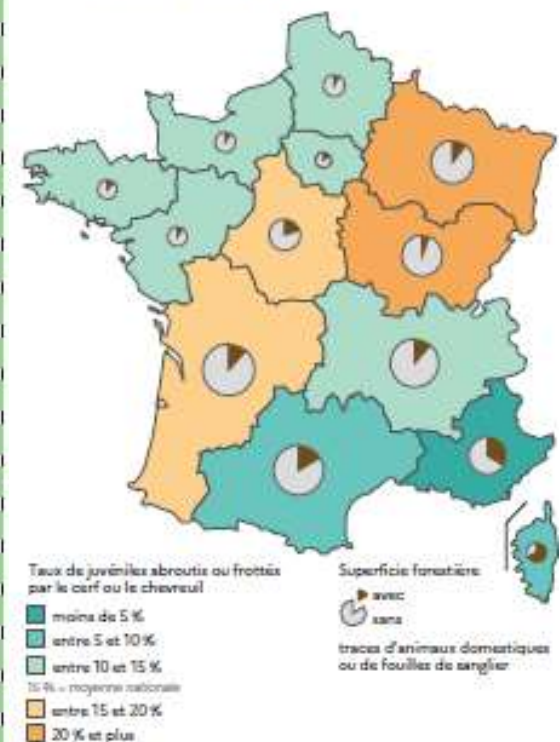 Taux de juvéniles abroutis ou frottés
par le cerf ou le chevreuil
moins de 5 %
entre 5 et 10 %
entre 10 et 15 %
15 % = moyenne nationale
entre 15 et 20 %
20 % et plus
Superficie forestière
avec
sans
traces d'animaux domestiques
ou de fouilles de sanglier